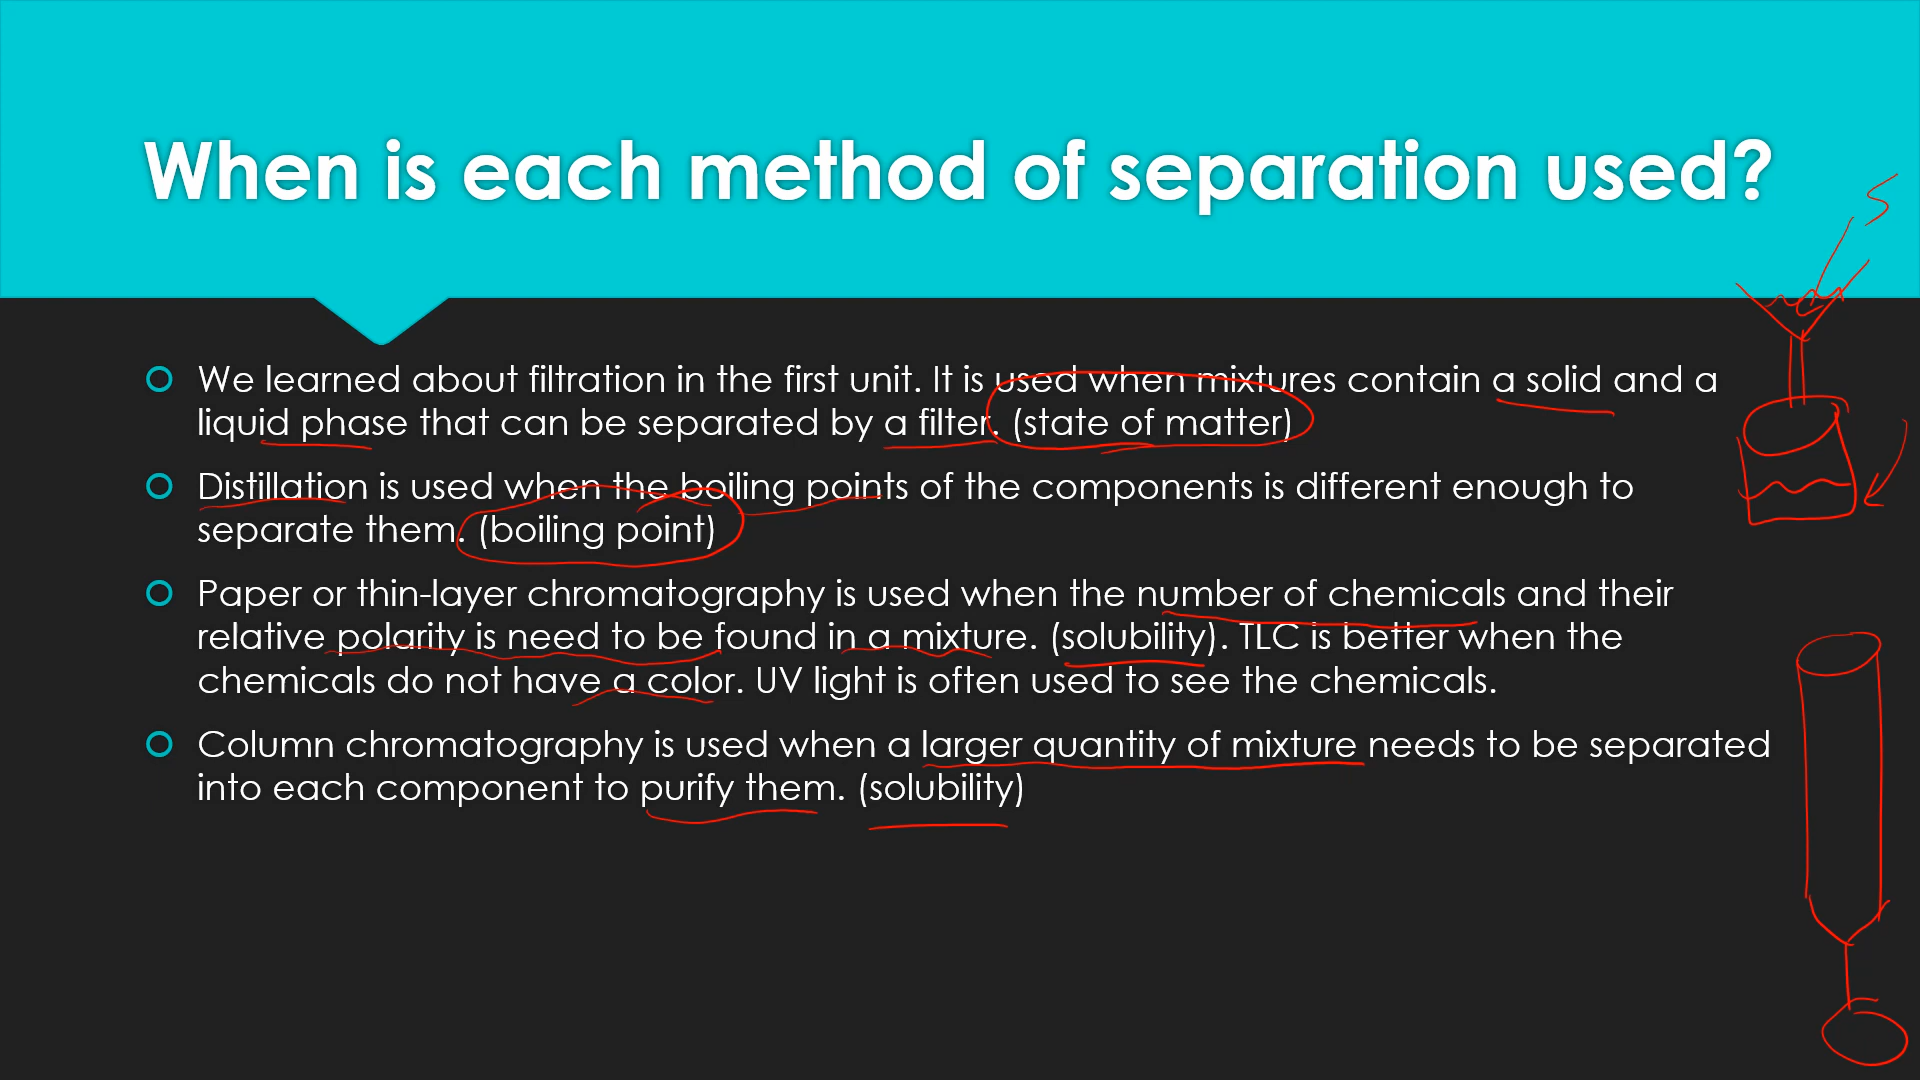 When is each method of separation used?
We learned about filtration in the first unit. It is used when mixtures contain a solid and a
liquid phase that can be separated by a filter. (state of matter)
Distillation is used when the boiling points of the components is different enough to
separate them. (boiling point)
Paper or thin-layer chromatography is used when the number of chemicals and their
relative polarity is need to be found in a mixture. (solubility). TLC is better when the
chemicals do not have a color. UV light is often used to see the chemicals.
Column chromatography is used when a larger quantity of mixture needs to be separated
into each component to purify them. (solubility)